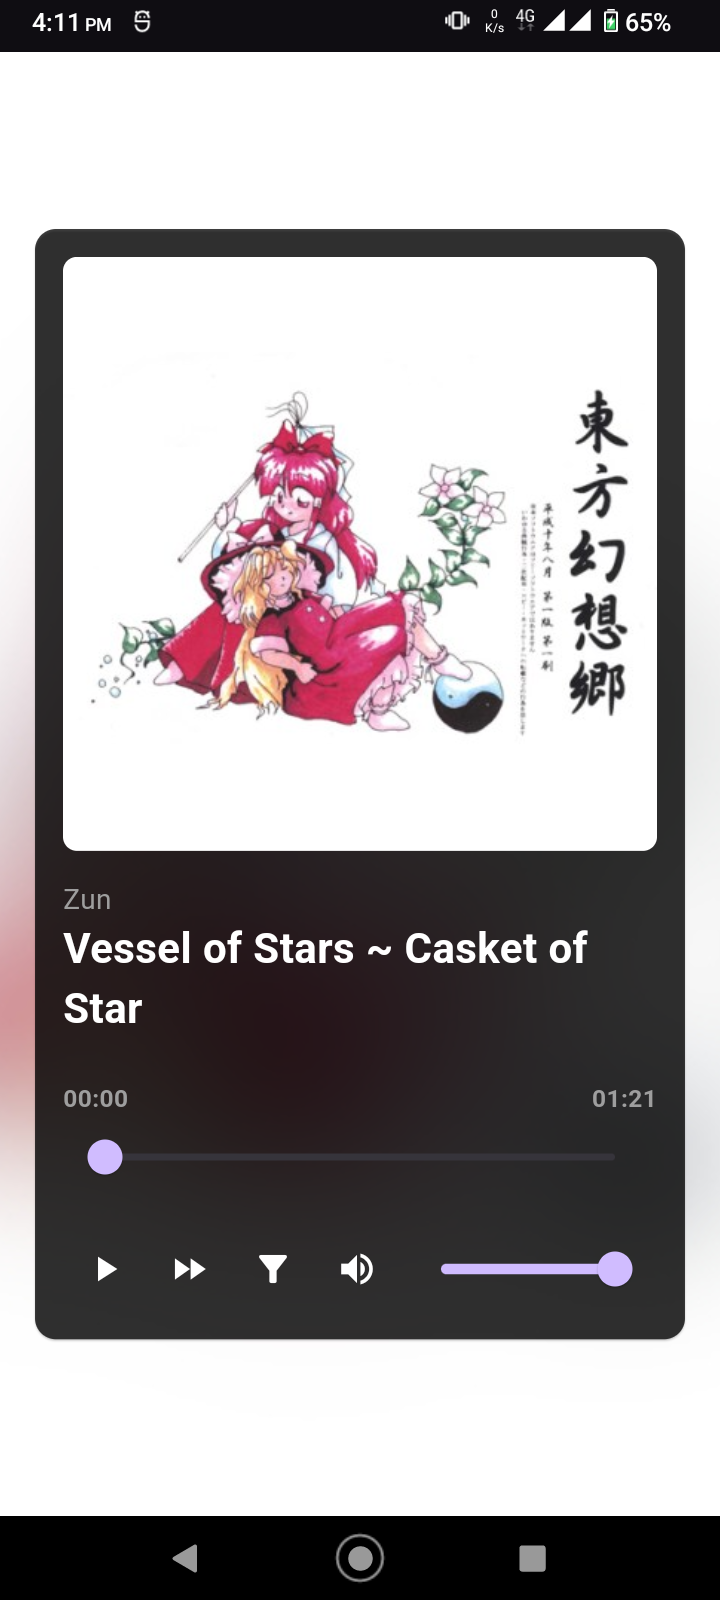 4:11 PM
0
K/s
4G
65%
東方幻想郷
平成十年八月 第一版 第一刷
Zun
Vessel of Stars ~ Casket of
Star
00:00
01:21